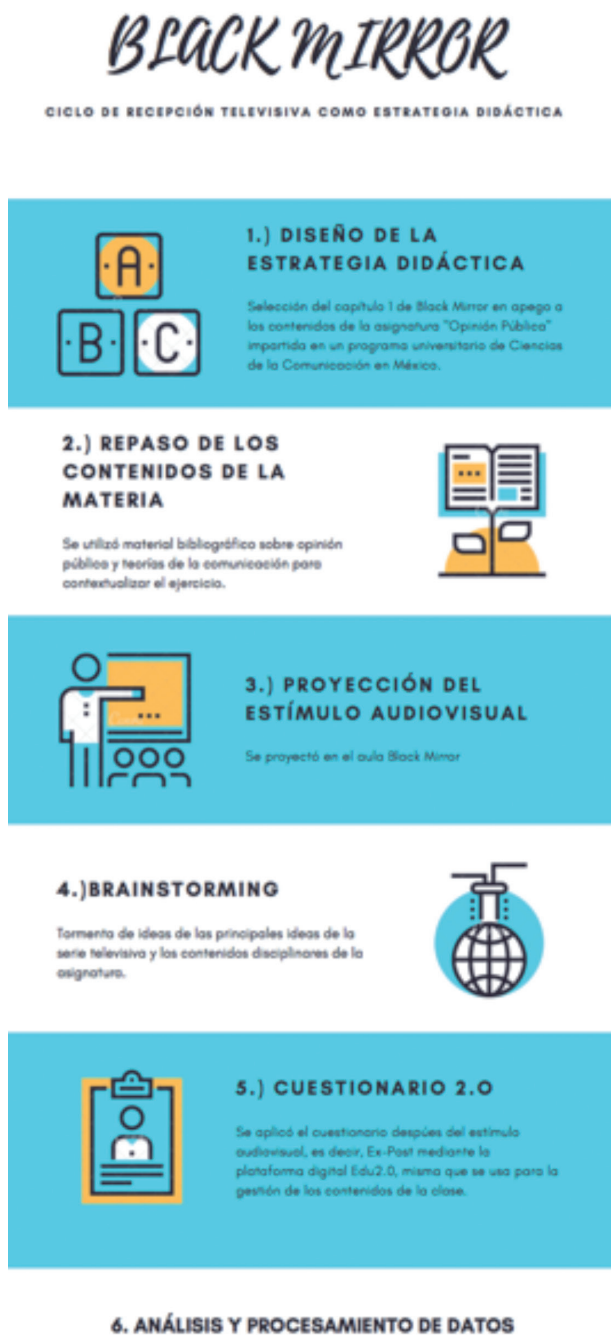 BLACK MIRROR
CICLO DE RECEPCIÓN TELEVISIVA COMO ESTRATEGIA DIDÁCTICA
1.) DISEÑO DE LA
ESTRATEGIA DIDÁCTICA
Selección del capítulo 1 de Black Mirror en apego a
los contenidos de la asignatura "Opinión Pública"
impartida en un programa universitario de Ciencias
de la Comunicación en México.
A
B C
2.) REPASO DE LOS
CONTENIDOS DE LA
MATERIA
Se utilizó material bibliográfico sobre opinión
pública y teorías de la comunicación para
contextualizar el ejercicio.
3.) PROYECCIÓN DEL
ESTÍMULO AUDIOVISUAL
Se proyectó en el aula Black Mirror
4.)BRAINSTORMING
Tormenta de ideas de las principales ideas de la
serie televisiva y los contenidos disciplinares de la
asignatura.
5.) CUESTIONARIO 2.0
Se aplicó el cuestionario despúes del estímulo
audiovisual, es decir, Ex-Post mediante la
plataforma digital Edu2.0, misma que se usa para la
gestión de los contenidos de la clase.
6. ANÁLISIS Y PROCESAMIENTO DE DATOS